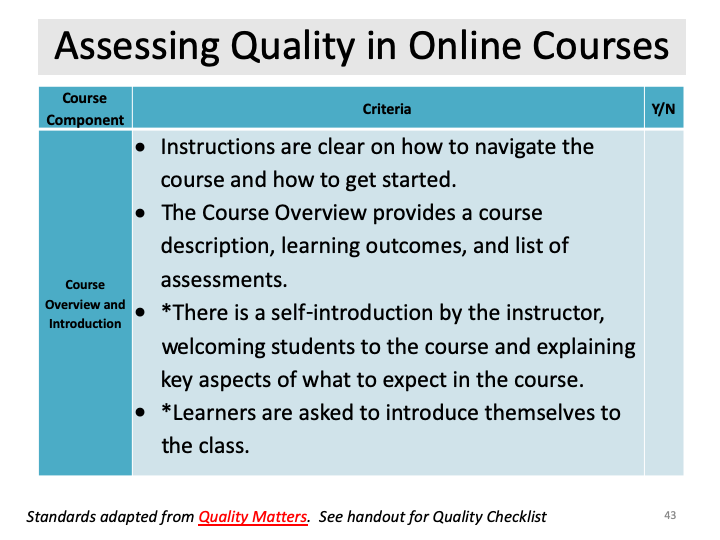 Assessing Quality in Online Courses
Course
Component
Criteria
Y/N
Course
Overview and
Introduction
• Instructions are clear on how to navigate the
course and how to get started.
• The Course Overview provides a course
description, learning outcomes, and list of
assessments.
• *There is a self-introduction by the instructor,
welcoming students to the course and explaining
key aspects of what to expect in the course.
• *Learners are asked to introduce themselves to
the class.
Standards adapted from Quality Matters.  See handout for Quality Checklist
43